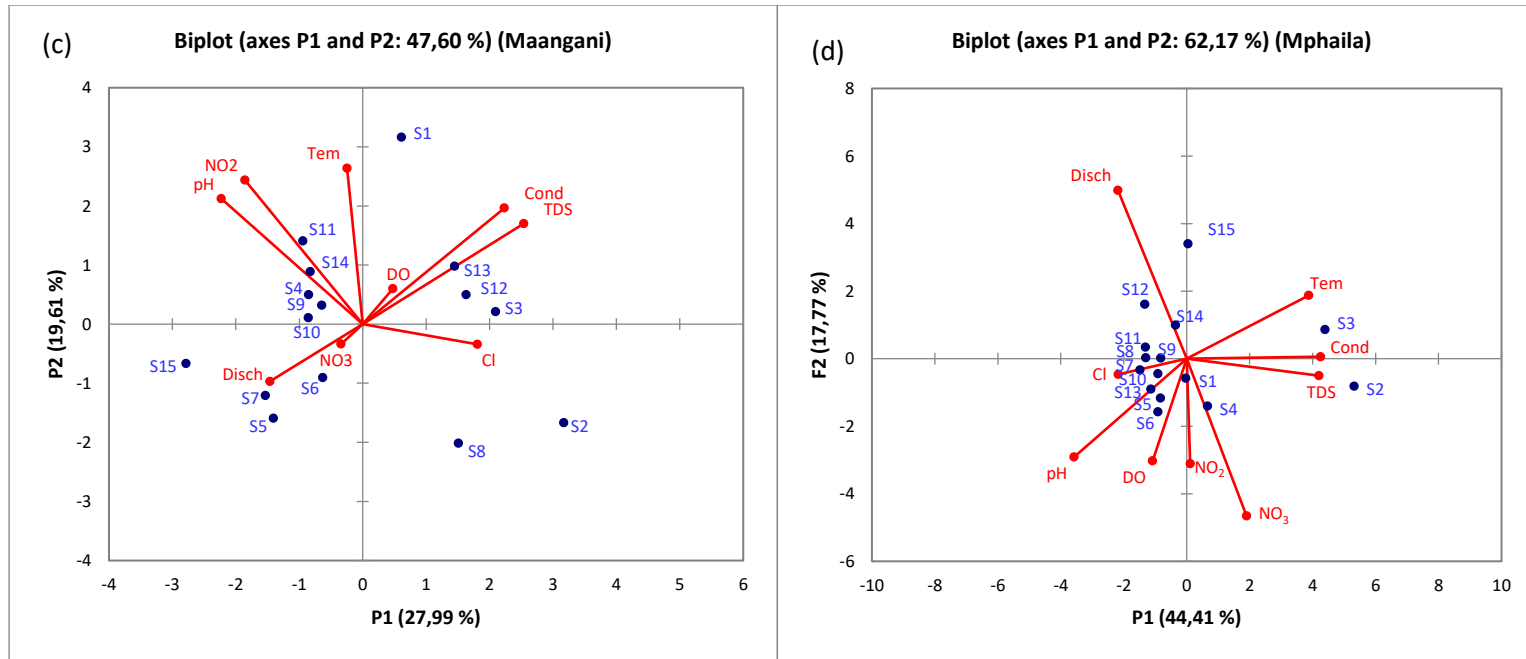 (c)
Biplot (axes P1 and P2: 47,60 %) (Maangani)
4
3
2
1
0
-1
-2
-3
-4
-4
-3
-2
-1
0
1
2
3
4
5
6
P2 (19,61 %)
P1 (27,99 %)
S1
Tem
NO2
pH
Cond
TDS
S11
S14
S13
DO
S4
S12
S9
S3
S10
NO3
Cl
S15
Disch
S6
S7
S5
S2
S8
(d)
Biplot (axes P1 and P2: 62,17 %) (Mphaila)
8
6
4
2
0
-2
-4
-6
-10
-8
-6
-4
-2
0
2
4
6
8
10
F2 (17,77 %)
P1 (44,41 %)
Disch
S15
Tem
S12
S14
S3
S11
S9
S8
Cond
S7
Cl
S10
S1
TDS
S2
S13
S5
S4
S6
pH
DO
NO₂
NO₃